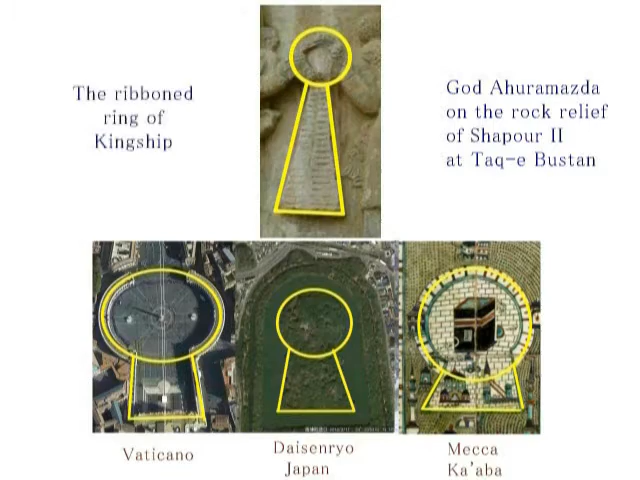 The ribboned
ring of
Kingship
God Ahuramazda
on the rock relief
of Shapour II
at Taq-e Bustan
Vaticano
Daisenryo
Japan
Mecca
Ka'aba